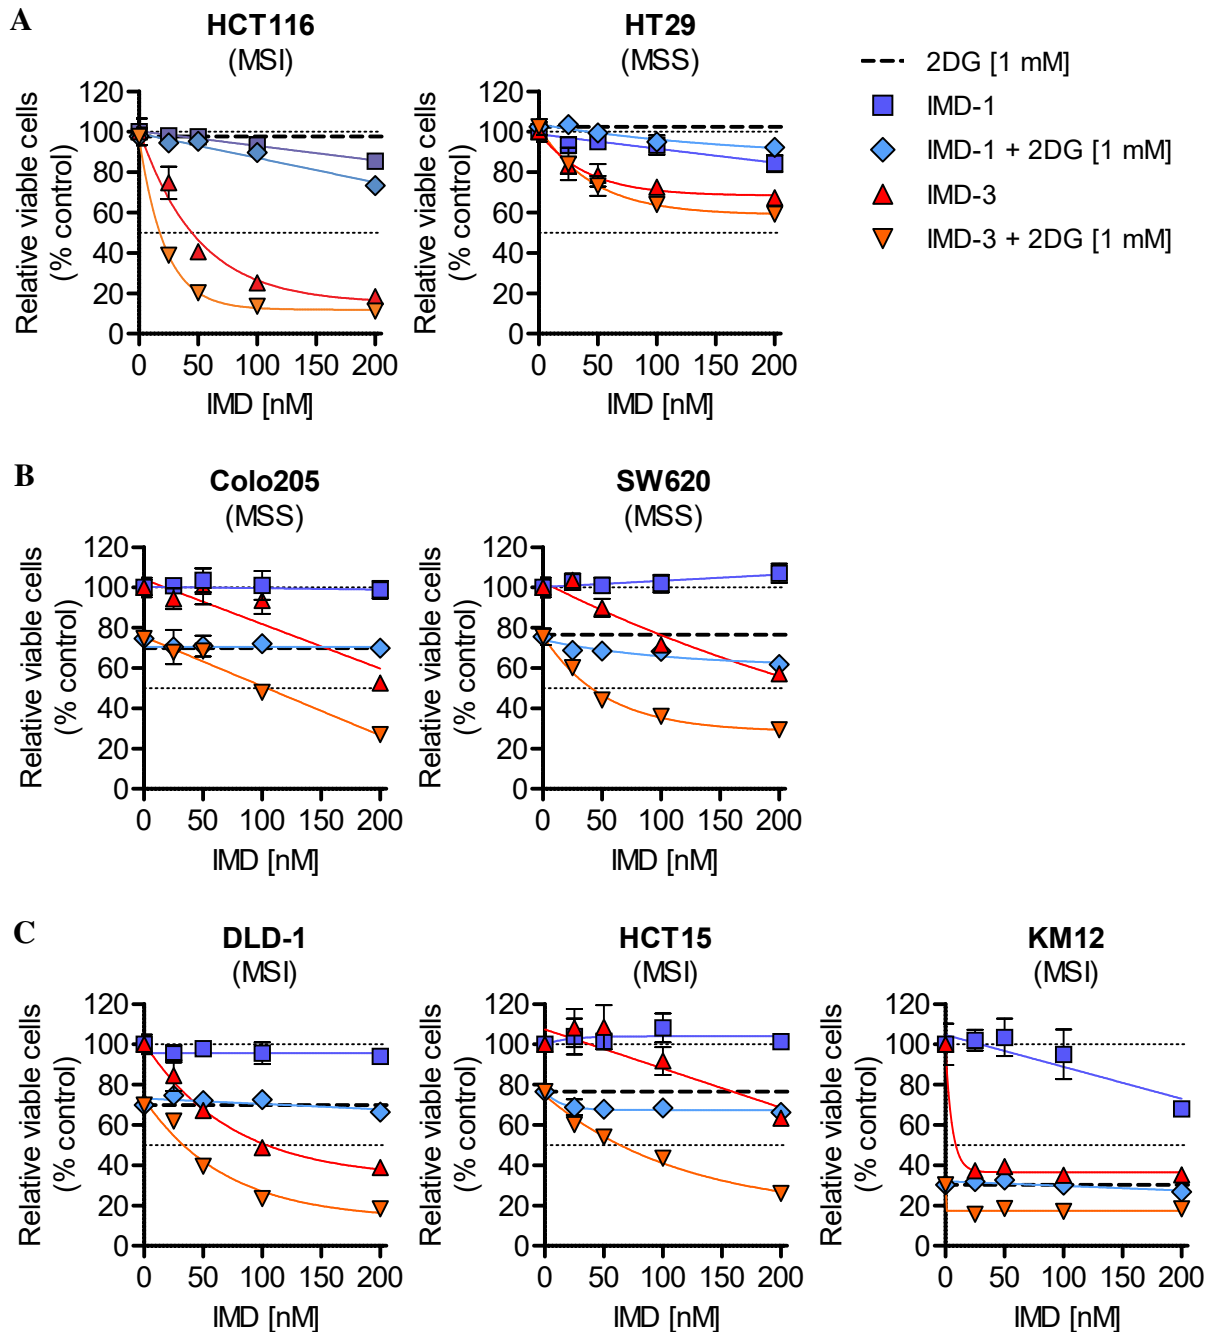 A
HCT116
(MSI)
HT29
(MSS)
2DG [1 mM]
IMD-1
IMD-1 + 2DG [1 mM]
IMD-3
IMD-3 + 2DG [1 mM]
Relative viable cells
(% control)
120
100
80
60
40
20
0
0 50 100 150 200
IMD [nM]
Relative viable cells
(% control)
120
100
80
60
40
20
0
0 50 100 150 200
IMD [nM]
B
Colo205
(MSS)
SW620
(MSS)
Relative viable cells
(% control)
120
100
80
60
40
20
0
0 50 100 150 200
IMD [nM]
Relative viable cells
(% control)
120
100
80
60
40
20
0
0 50 100 150 200
IMD [nM]
C
DLD-1
(MSI)
HCT15
(MSI)
KM12
(MSI)
Relative viable cells
(% control)
120
100
80
60
40
20
0
0 50 100 150 200
IMD [nM]
Relative viable cells
(% control)
120
100
80
60
40
20
0
0 50 100 150 200
IMD [nM]
Relative viable cells
(% control)
120
100
80
60
40
20
0
0 50 100 150 200
IMD [nM]